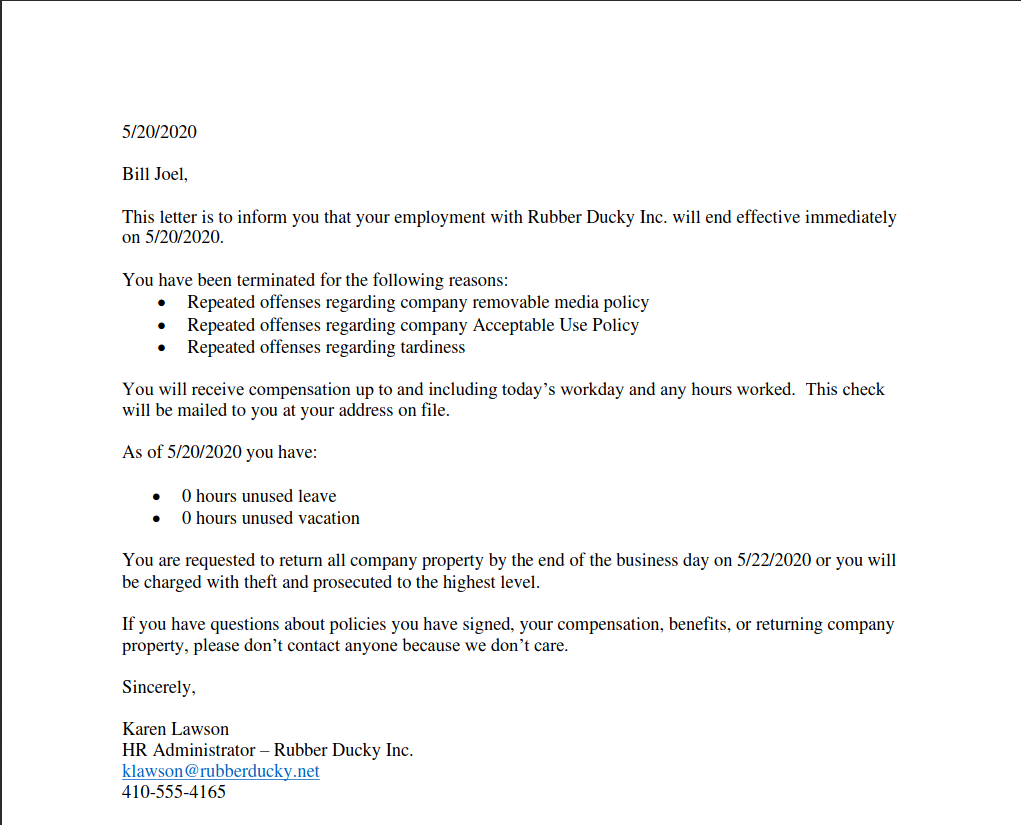 5/20/2020
Bill Joel,
This letter is to inform you that your employment with Rubber Ducky Inc. will end effective immediately
on 5/20/2020.
You have been terminated for the following reasons:
• Repeated offenses regarding company removable media policy
• Repeated offenses regarding company Acceptable Use Policy
• Repeated offenses regarding tardiness
You will receive compensation up to and including today’s workday and any hours worked.  This check
will be mailed to you at your address on file.
As of 5/20/2020 you have:
• 0 hours unused leave
• 0 hours unused vacation
You are requested to return all company property by the end of the business day on 5/22/2020 or you will
be charged with theft and prosecuted to the highest level.
If you have questions about policies you have signed, your compensation, benefits, or returning company
property, please don’t contact anyone because we don’t care.
Sincerely,
Karen Lawson
HR Administrator – Rubber Ducky Inc.
klawson@rubberducky.net
410-555-4165